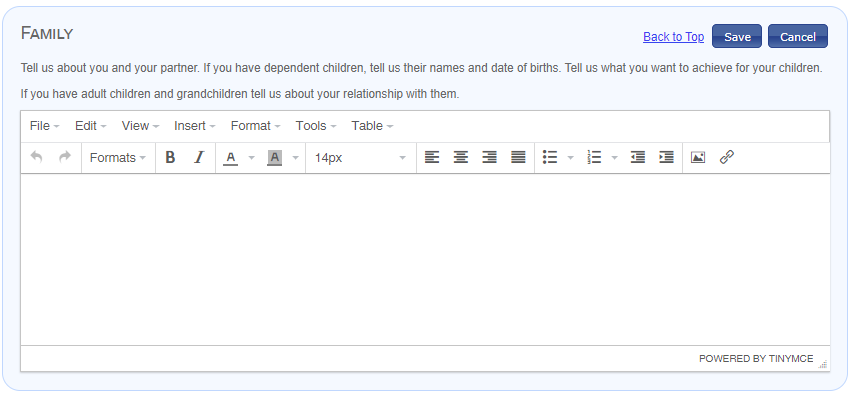 Family
Back to Top Save Cancel
Tell us about you and your partner. If you have dependent children, tell us their names and date of births. Tell us what you want to achieve for your children.
If you have adult children and grandchildren tell us about your relationship with them.
File Edit View Insert Format Tools Table
Formats B I A A 14px
POWERED BY TINYMCE